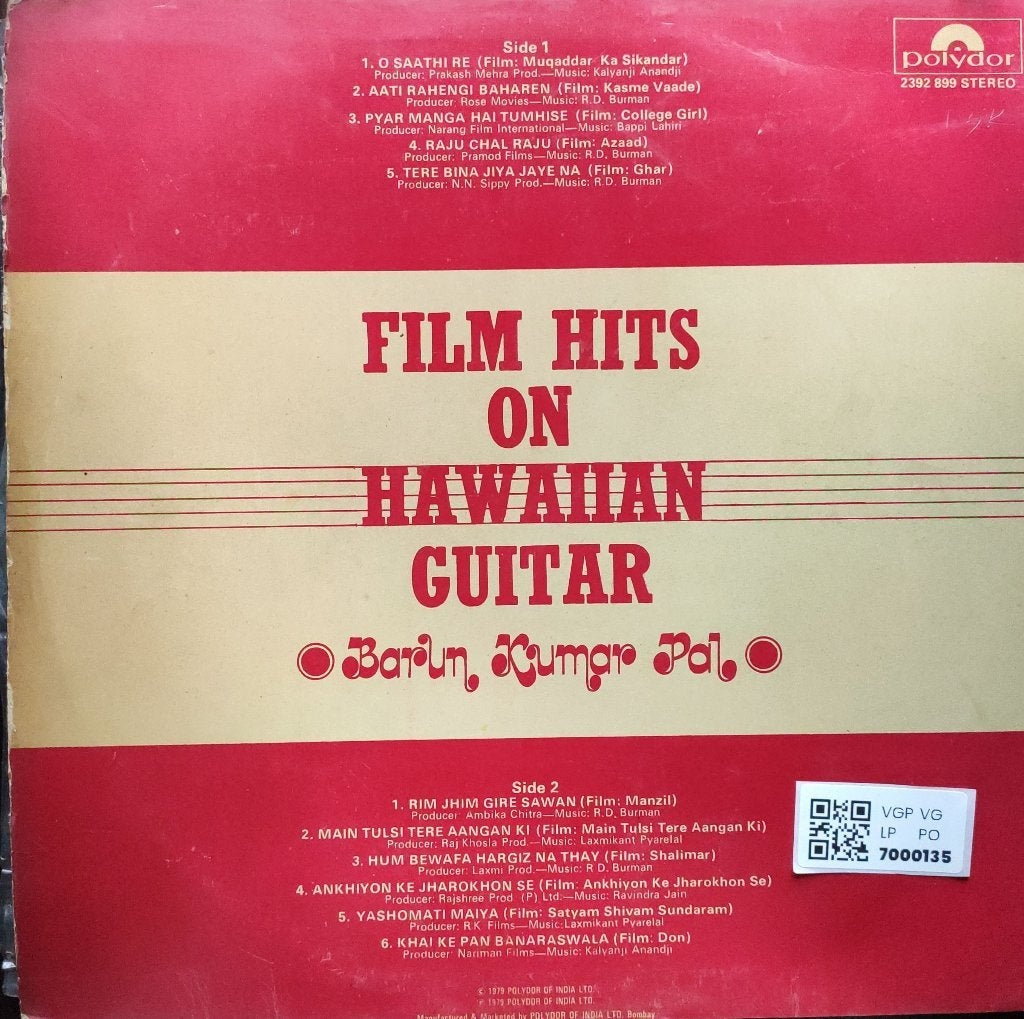 Side 1
1. O SAATHI RE (Film: Muqaddar Ka Sikandar)
Producer: Prakash Mehra Prod.—Music: Kalyanji Anandji
2. AATI RAHENGI BAHAREN (Film: Kasme Vaade)
Producer: Rose Movies—Music: R.D. Burman
3. PYAR MANGA HAI TUMHISE (Film: College Girl)
Producer: Narang Film International—Music: Bappi Lahiri
4. RAJU CHAL RAJU (Film: Azaad)
Producer: Pramod Films—Music: R.D. Burman
5. TERE BINA JIYA JAYE NA (Film: Ghar)
Producer: N.N. Sippy Prod.—Music: R.D. Burman
polydor
2392 899 STEREO
FILM HITS
ON
HAWAIIAN
GUITAR
Barun Kumar Pal
Side 2
1. RIM JHIM GIRE SAWAN (Film: Manzil)
Producer: Ambika Chitra—Music: R.D. Burman
2. MAIN TULSI TERE AANGAN KI (Film: Main Tulsi Tere Aangan Ki)
Producer: Raj Khosla Prod.—Music: Laxmikant Pyarelal
3. HUM BEWAFA HARGIZ NA THAY (Film: Shalimar)
Producer: Laxmi Prod.—Music: R.D. Burman
4. ANKHIYON KE JHAROKHON SE (Film: Ankhiyon Ke Jharokhon Se)
Producer: Rajshree Prod. (P) Ltd.—Music: Ravindra Jain
5. YASHOMATI MAIYA (Film: Satyam Shivam Sundaram)
Producer: R.K. Films—Music: Laxmikant Pyarelal
6. KHAI KE PAN BANARASWALA (Film: Don)
Producer: Nariman Films—Music: Kalyanji Anandji
VGP VG
LP PO
7000135
© 1979 POLYDOR OF INDIA LTD.
℗ 1979 POLYDOR OF INDIA LTD.
Manufactured & Marketed by POLYDOR OF INDIA LTD. Bombay